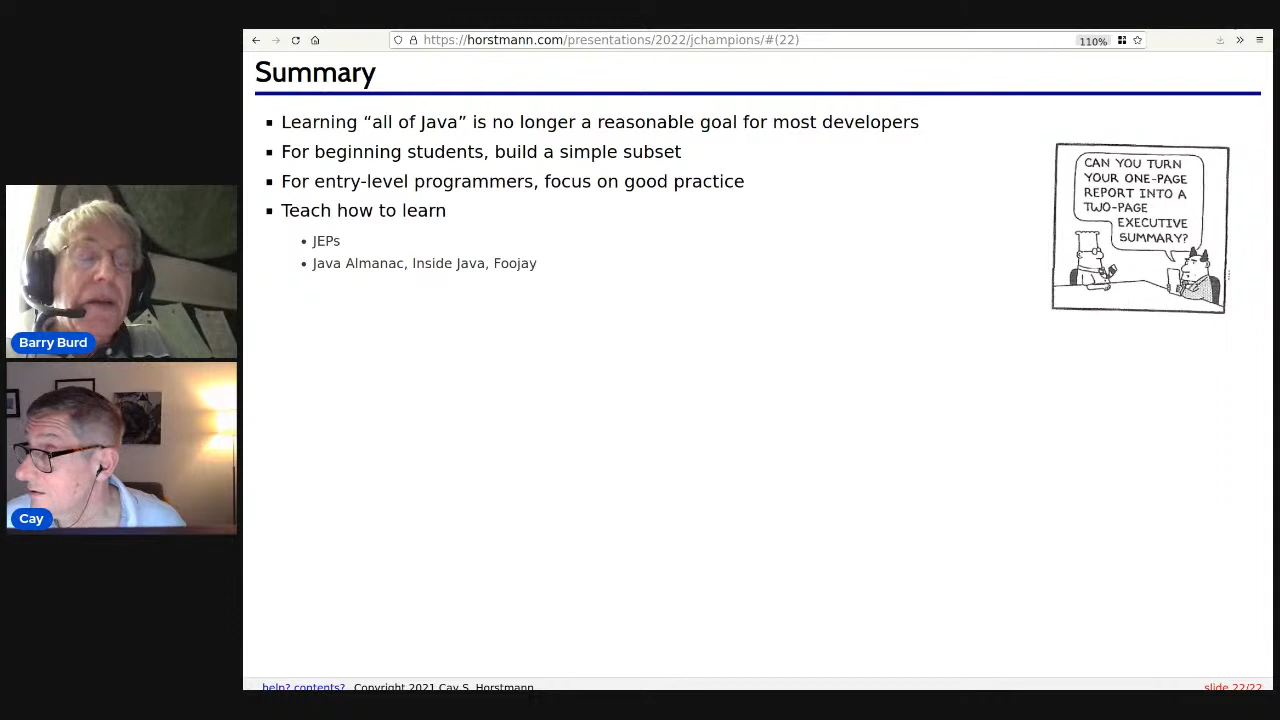 https://horstmann.com/presentations/2022/jchampions/#(22)
110%
Summary
Learning “all of Java” is no longer a reasonable goal for most developers
For beginning students, build a simple subset
For entry-level programmers, focus on good practice
Teach how to learn
JEPs
Java Almanac, Inside Java, Foojay
CAN YOU TURN
YOUR ONE-PAGE
REPORT INTO A
TWO-PAGE
EXECUTIVE
SUMMARY?
Barry Burd
Cay
help? contents? Copyright 2021 Cay S. Horstmann
slide 22/22